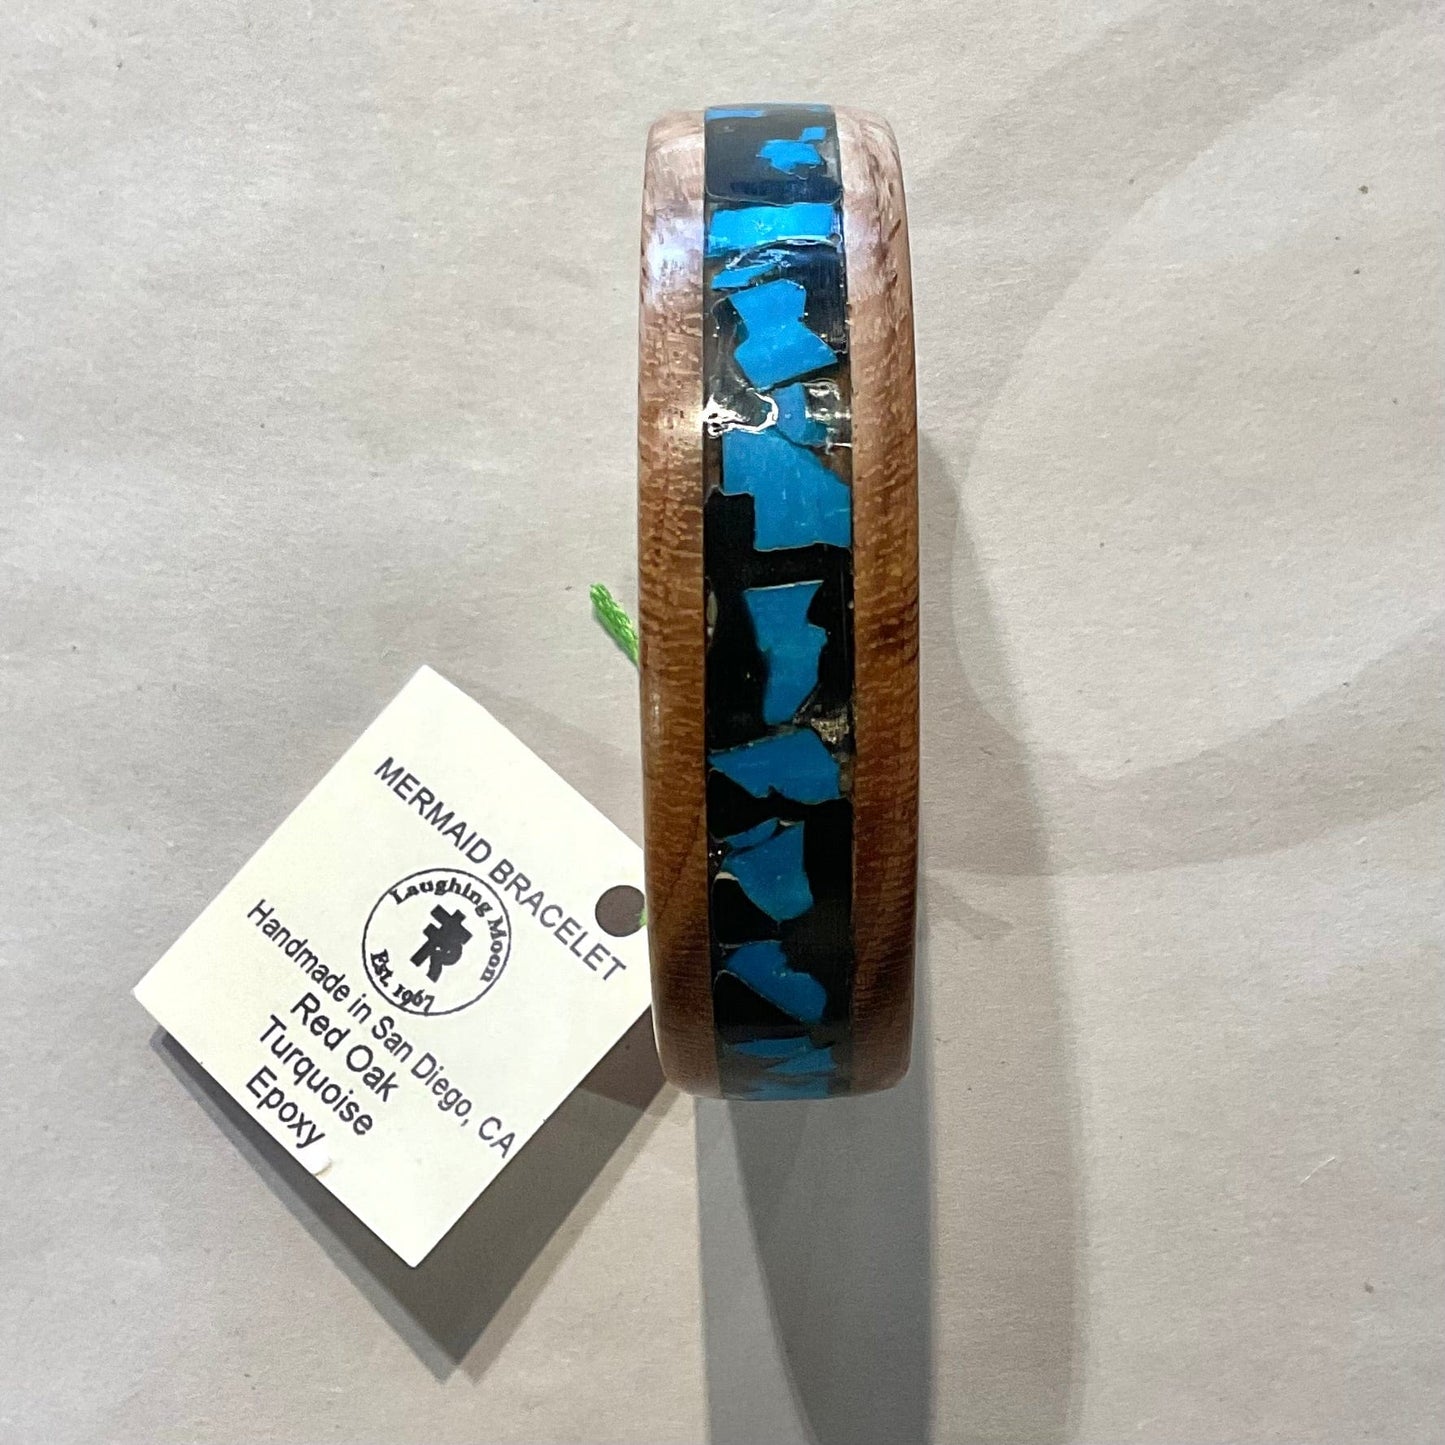 MERMAID BRACELET
Laughing Moon
Est. 1967
Handmade in San Diego, CA
Red Oak
Turquoise
Epoxy